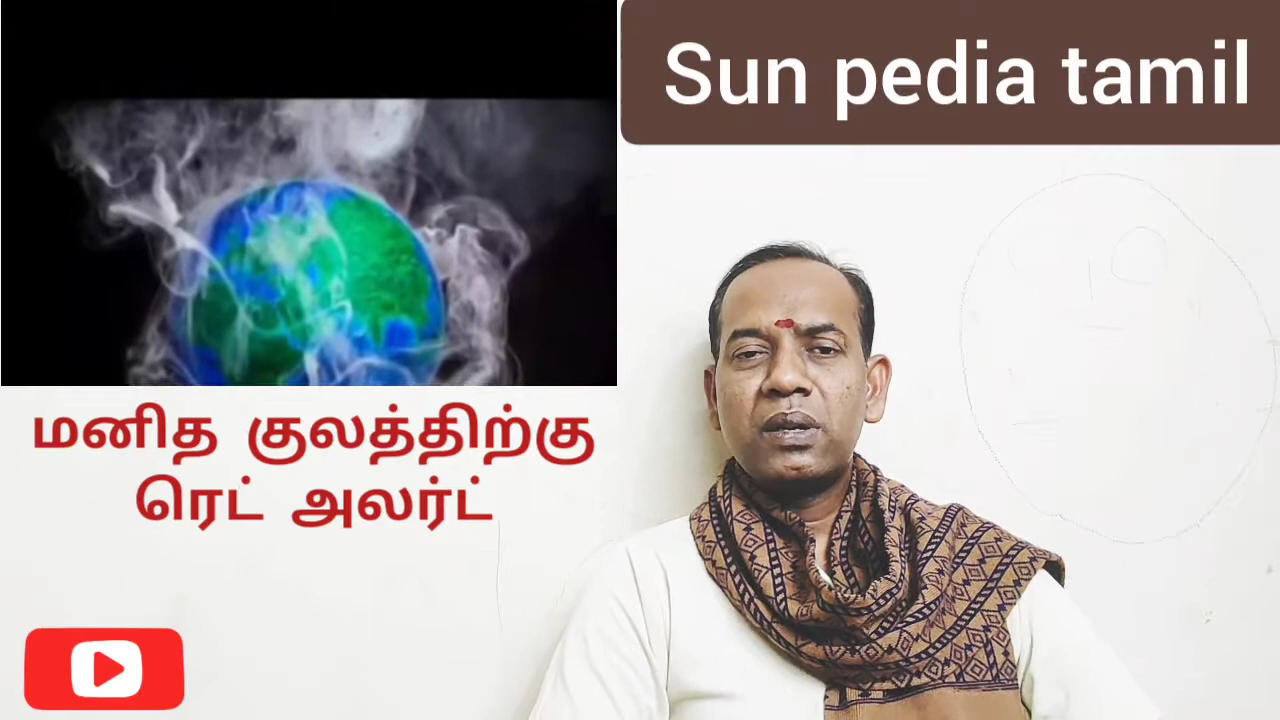 Sun pedia tamil
மனித குலத்திற்கு
ரெட் அலர்ட்